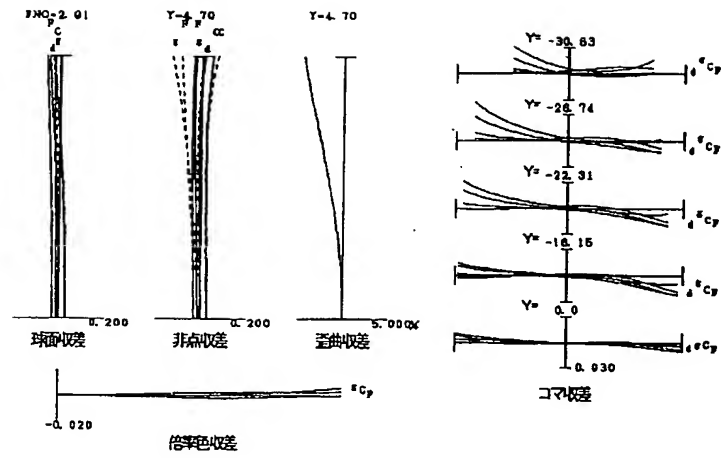 FNO=2.91
F
C
g
d
Y=4.70
F F
g g
d
CC
Y=4.70
0.200
0.200
5.000%
球面収差
非点収差
歪曲収差
g C F
-0.020
倍率色収差
Y= -30.63
d g C F
Y= -26.74
d g C F
Y= -22.31
d g C F
Y= -16.15
d g C F
Y= 0.0
d g C F
0.030
コマ収差